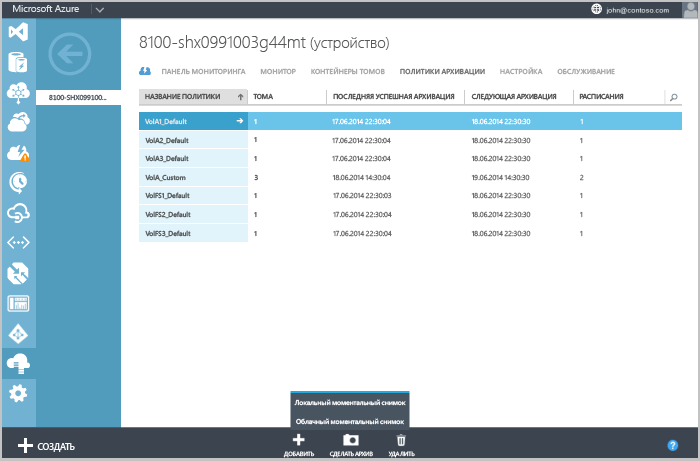 Microsoft Azure
john@contoso.com
8100-shx0991003g44mt (устройство)
ПАНЕЛЬ МОНИТОРИНГА МОНИТОР КОНТЕЙНЕРЫ ТОМОВ ПОЛИТИКИ АРХИВАЦИИ НАСТРОЙКА ОБСЛУЖИВАНИЕ
8100-SHX099100...
НАЗВАНИЕ ПОЛИТИКИ ТОМА ПОСЛЕДНЯЯ УСПЕШНАЯ АРХИВАЦИЯ СЛЕДУЮЩАЯ АРХИВАЦИЯ РАСПИСАНИЯ
VolA1_Default 1 17.06.2014 22:30:04 18.06.2014 22:30:30 1
VolA2_Default 1 17.06.2014 22:30:04 18.06.2014 22:30:30 1
VolA3_Default 1 17.06.2014 22:30:04 18.06.2014 22:30:30 1
VolA_Custom 3 18.06.2014 14:30:04 19.06.2014 14:30:30 2
VolFS1_Default 1 17.06.2014 22:30:03 18.06.2014 22:30:30 1
VolFS2_Default 1 17.06.2014 22:30:04 18.06.2014 22:30:30 1
VolFS3_Default 1 17.06.2014 22:30:04 18.06.2014 22:30:30 1
Локальный моментальный снимок
Облачный моментальный снимок
СОЗДАТЬ
ДОБАВИТЬ СДЕЛАТЬ АРХИВ УДАЛИТЬ
?